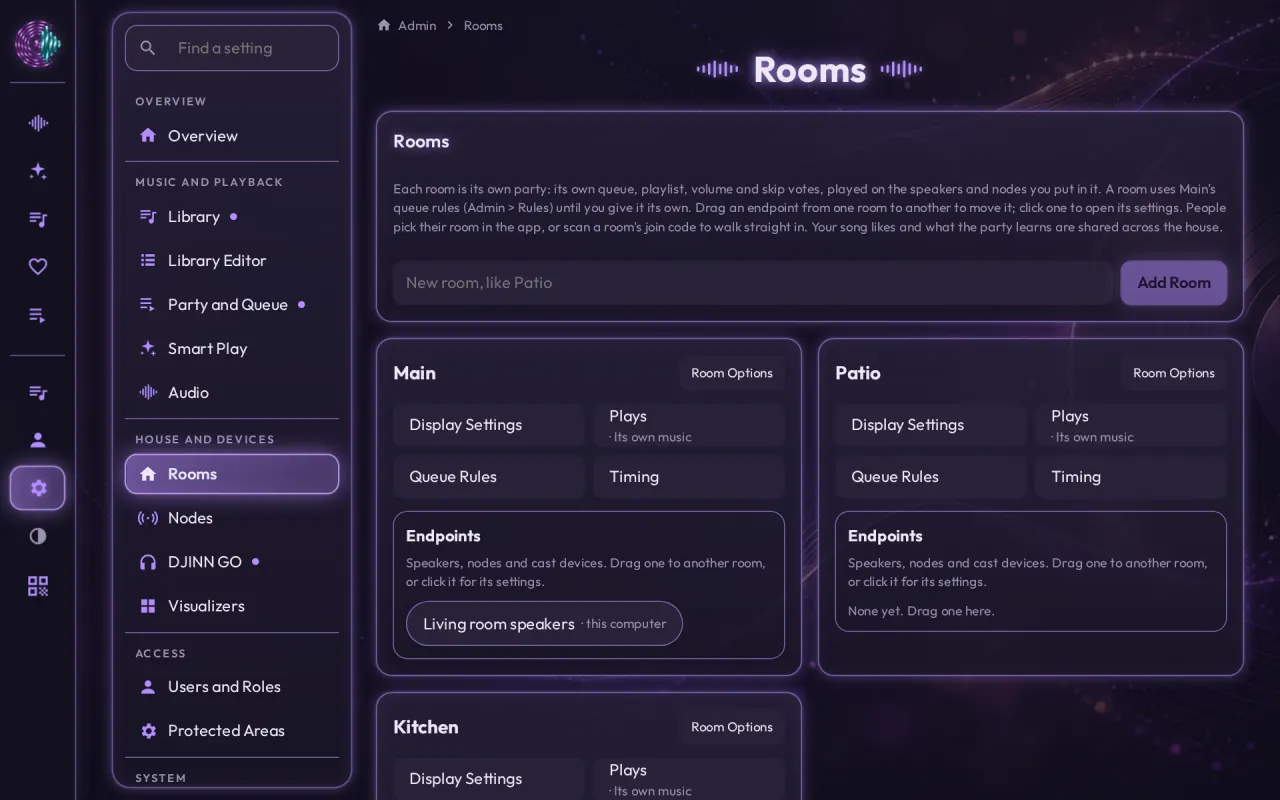 Find a setting
OVERVIEW
Overview
MUSIC AND PLAYBACK
Library
Library Editor
Party and Queue
Smart Play
Audio
HOUSE AND DEVICES
Rooms
Nodes
DJINN GO
Visualizers
ACCESS
Users and Roles
Protected Areas
SYSTEM
Admin > Rooms
Rooms
Rooms
Each room is its own party: its own queue, playlist, volume and skip votes, played on the speakers and nodes you put in it. A room uses Main's
queue rules (Admin > Rules) until you give it its own. Drag an endpoint from one room to another to move it; click one to open its settings. People
pick their room in the app, or scan a room's join code to walk straight in. Your song likes and what the party learns are shared across the house.
New room, like Patio
Add Room
Main
Room Options
Display Settings
Plays
· Its own music
Queue Rules
Timing
Endpoints
Speakers, nodes and cast devices. Drag one to another room,
or click it for its settings.
Living room speakers · this computer
Patio
Room Options
Display Settings
Plays
· Its own music
Queue Rules
Timing
Endpoints
Speakers, nodes and cast devices. Drag one to another room,
or click it for its settings.
None yet. Drag one here.
Kitchen
Room Options
Display Settings
Plays
· Its own music